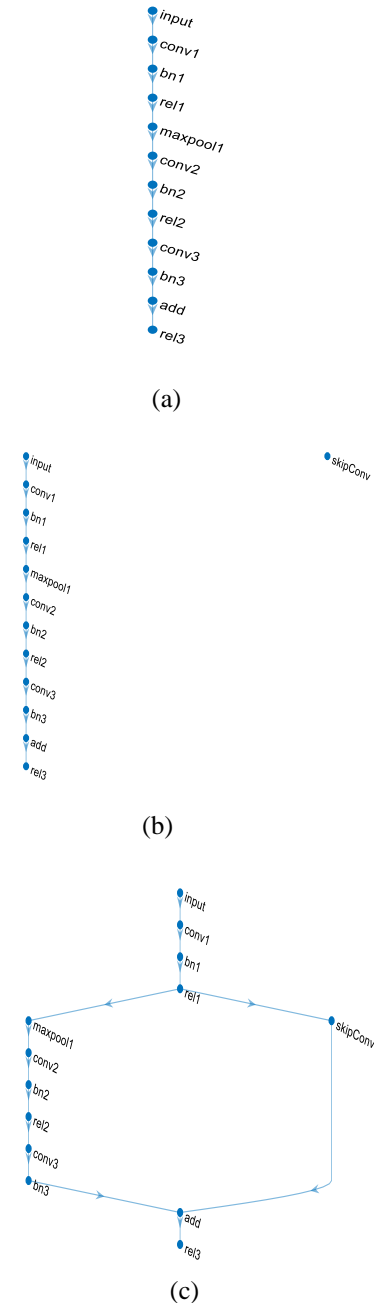 input
conv1
bn1
rel1
maxpool1
conv2
bn2
rel2
conv3
bn3
add
rel3
(a)
input
conv1
bn1
rel1
maxpool1
conv2
bn2
rel2
conv3
bn3
add
rel3
skipConv
(b)
input
conv1
bn1
rel1
maxpool1
conv2
bn2
rel2
conv3
bn3
skipConv
add
rel3
(c)